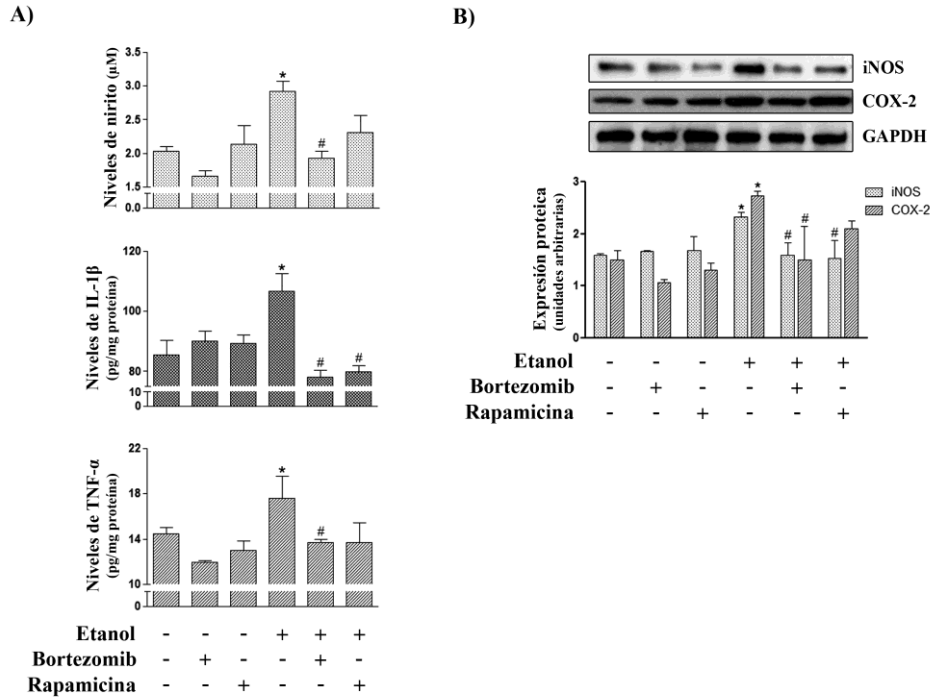 A)
Niveles de nirito (µM)
3.5
3.0
2.5
2.0
1.5
0.0
*
#
Niveles de IL-1β
(pg/mg proteína)
120
100
80
10
0
*
#
#
Niveles de TNF-α
(pg/mg proteína)
22
18
14
10
0
*
#
Etanol - - - + + +
Bortezomib - + - - + -
Rapamicina - - + - - +
B)
iNOS
COX-2
GAPDH
Expresión proteica
(unidades arbitrarias)
3
2
1
0
*
*
#
#
#
iNOS
COX-2
Etanol - - - + + +
Bortezomib - + - - + -
Rapamicina - - + - - +